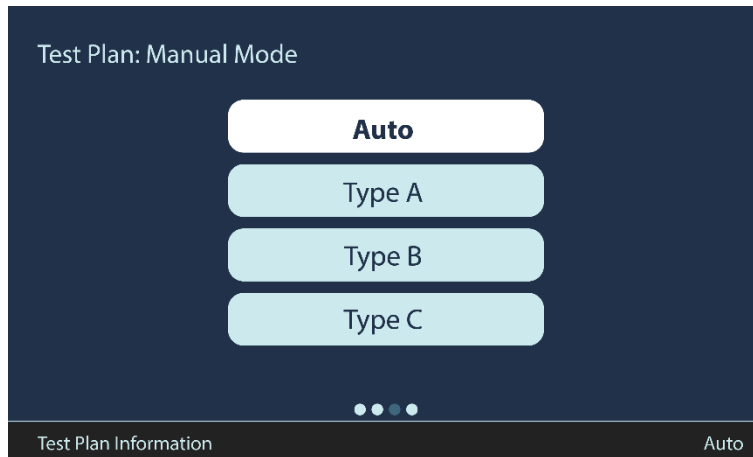 Test Plan: Manual Mode
Auto
Type A
Type B
Type C
Test Plan Information Auto